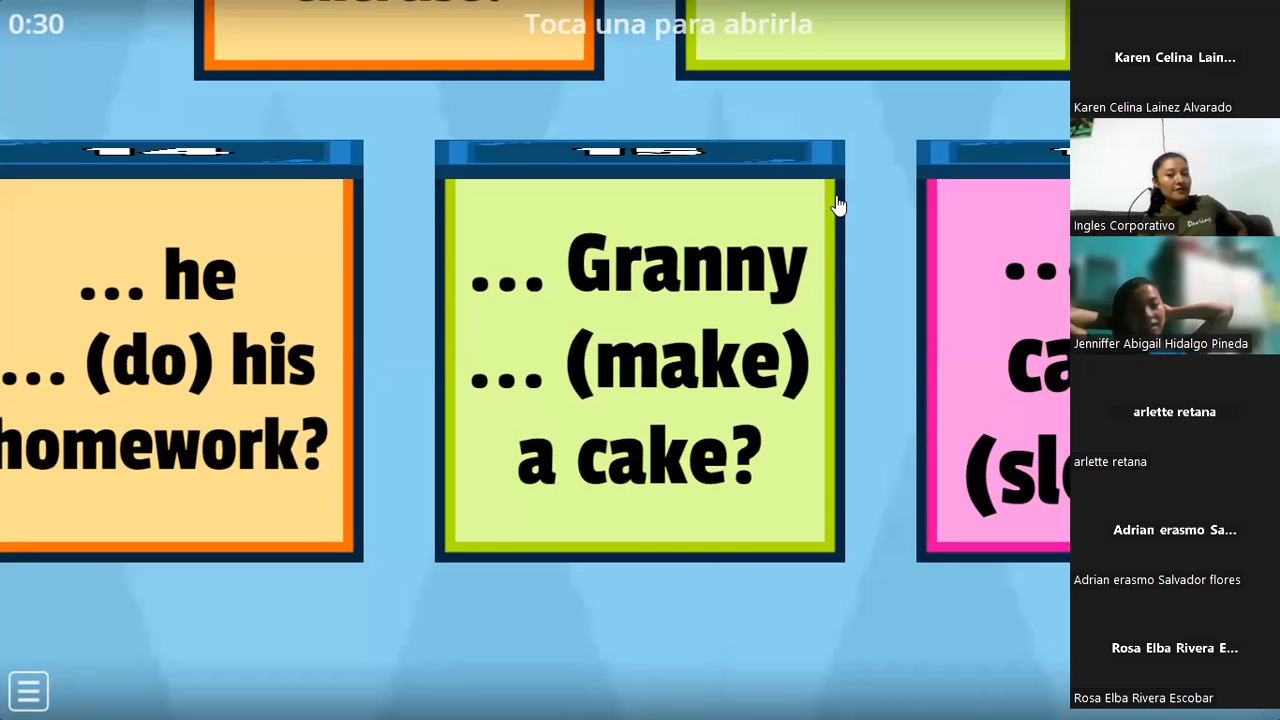 0:30
Toca una para abrirla
… he
… (do) his
homework?
… Granny
… (make)
a cake?
Karen Celina Lain...
Karen Celina Lainez Alvarado
Ingles Corporativo
Jenniffer Abigail Hidalgo Pineda
arlette retana
arlette retana
Adrian erasmo Sa...
Adrian erasmo Salvador flores
Rosa Elba Rivera E...
Rosa Elba Rivera Escobar